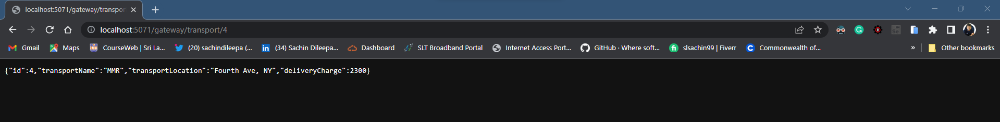 localhost:5071/gateway/transpor
localhost:5071/gateway/transport/4
Gmail Maps CourseWeb | Sri La... (20) sachindileepa (... (34) Sachin Dileepa... Dashboard SLT Broadband Portal Internet Access Port... GitHub · Where soft... slsachin99 | Fiverr Commonwealth of... » Other bookmarks
{"id":4,"transportName":"MMR","transportLocation":"Fourth Ave, NY","deliveryCharge":2300}